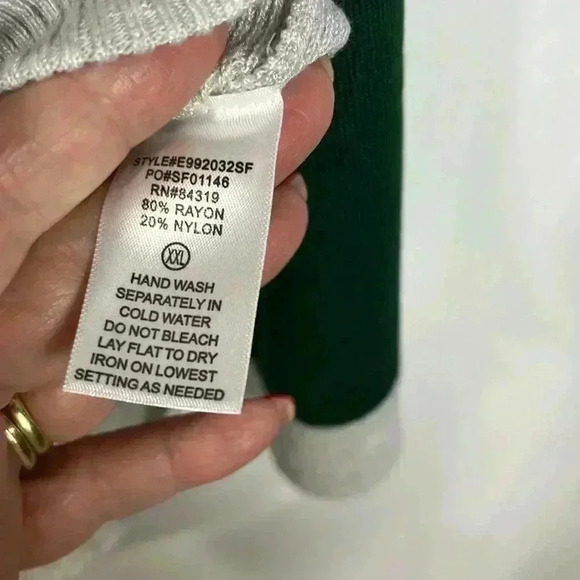 STYLE#E992032SF
PO#SF01146
RN#84319
80% RAYON
20% NYLON
XXL
HAND WASH
SEPARATELY IN
COLD WATER
DO NOT BLEACH
LAY FLAT TO DRY
IRON ON LOWEST
SETTING AS NEEDED